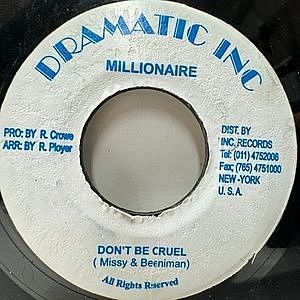 DRAMATIC INC
MILLIONAIRE
PRO: BY R. Crowe
ARR: BY R. Ployer
DIST. BY
INC. RECORDS
Tel: (011) 4752006
Fax; (765) 4751000
NEW -YORK
U. S. A.
DON'T BE CRUEL
( Missy & Beeniman)
All Rights Reserved